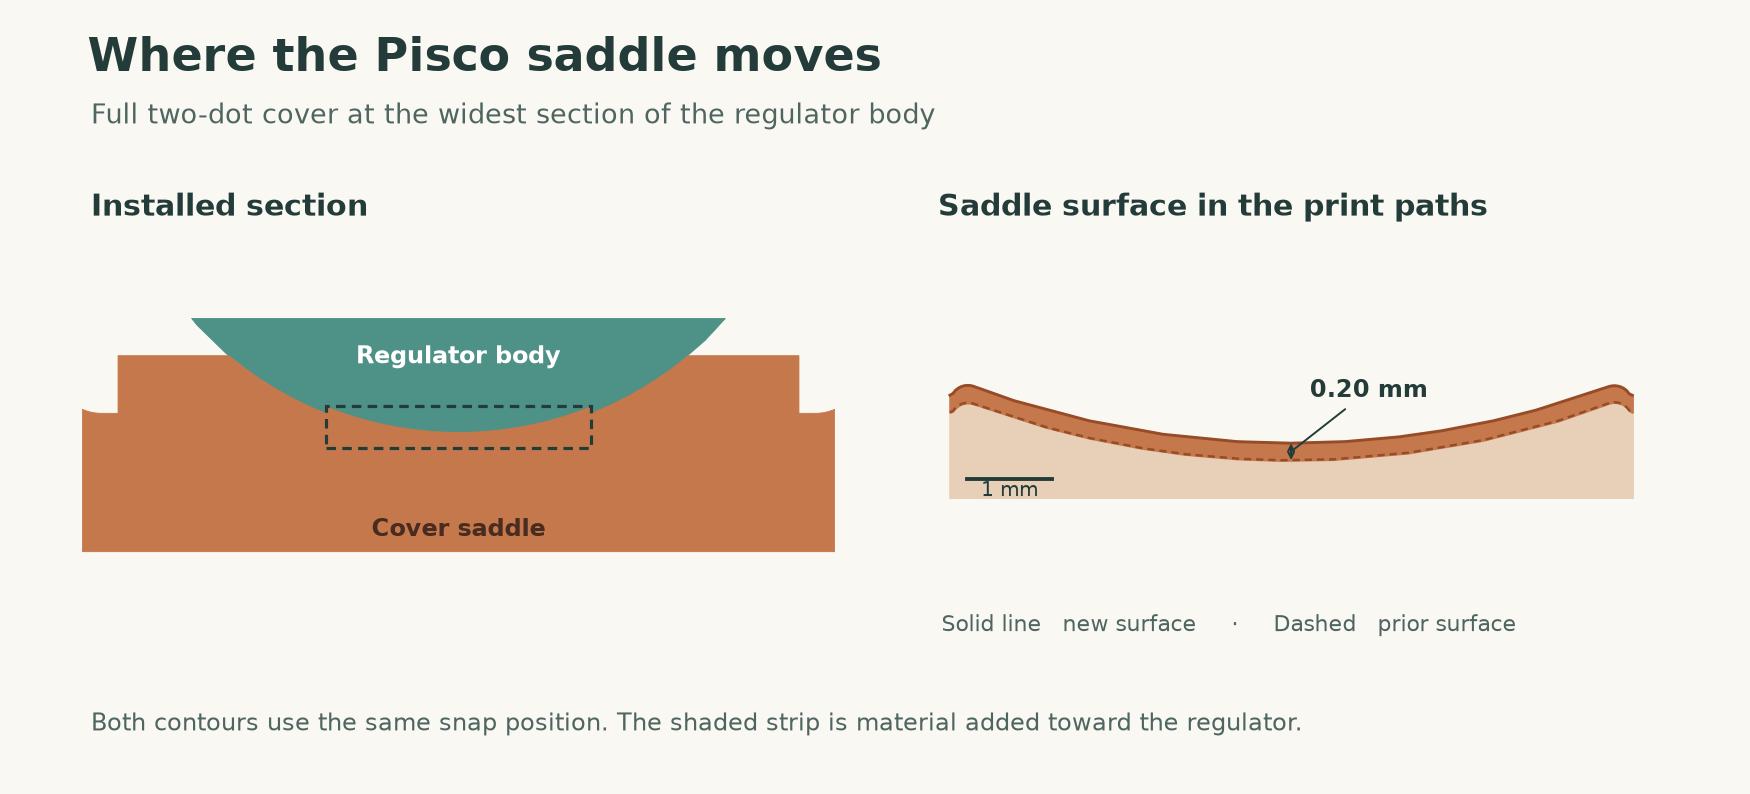 Where the Pisco saddle moves
Full two-dot cover at the widest section of the regulator body
Installed section
Regulator body
Cover saddle
Saddle surface in the print paths
0.20 mm
1 mm
Solid line new surface · Dashed prior surface
Both contours use the same snap position. The shaded strip is material added toward the regulator.